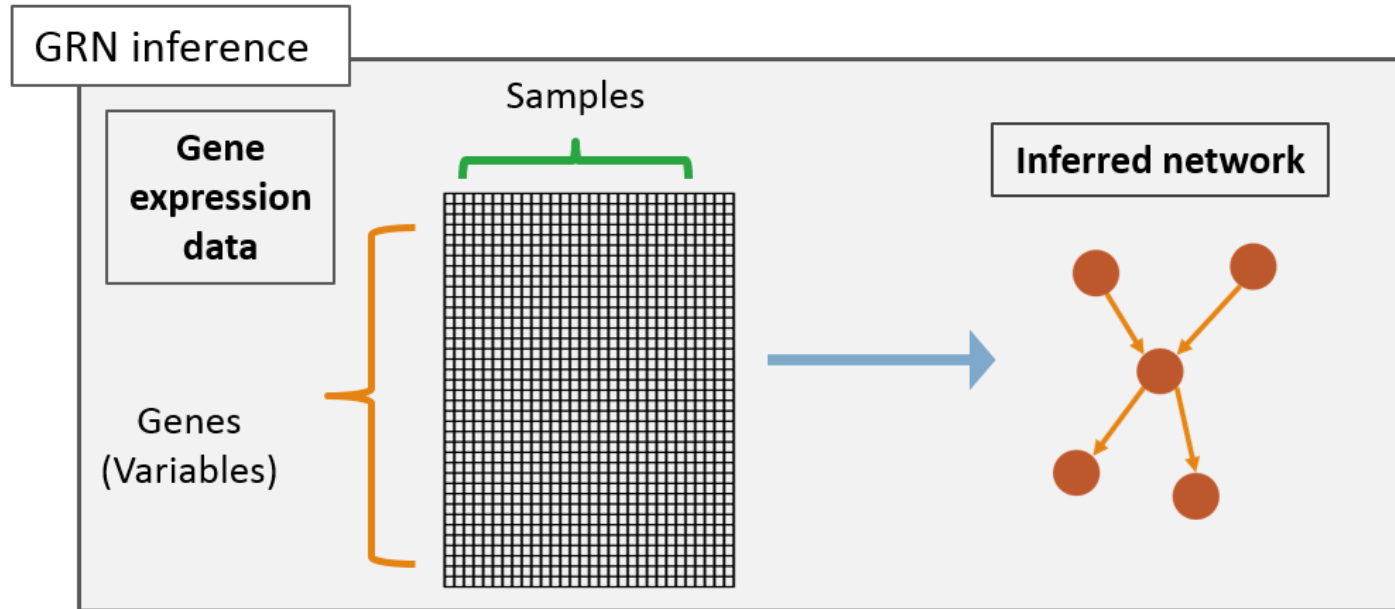 GRN inference
Samples
Gene
expression
data
Inferred network
Genes
(Variables)